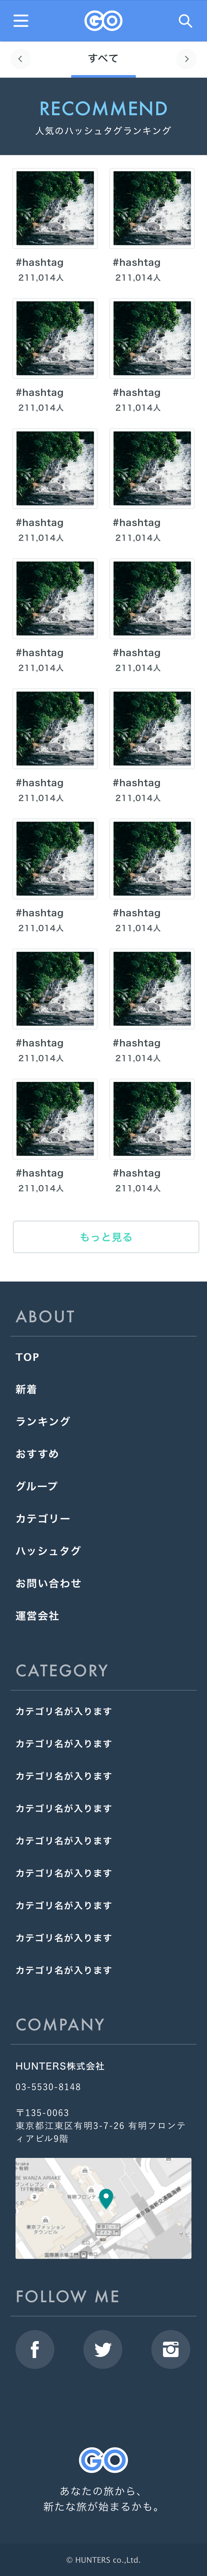 GO
すべて
RECOMMEND
人気のハッシュタグランキング
#hashtag #hashtag
211,014人 211,014人
#hashtag #hashtag
211,014人 211,014人
#hashtag #hashtag
211,014人 211,014人
#hashtag #hashtag
211,014人 211,014人
#hashtag #hashtag
211,014人 211,014人
#hashtag #hashtag
211,014人 211,014人
#hashtag #hashtag
211,014人 211,014人
#hashtag #hashtag
211,014人 211,014人
もっと見る
ABOUT
TOP
新着
ランキング
おすすめ
グループ
カテゴリー
ハッシュタグ
お問い合わせ
運営会社
CATEGORY
カテゴリ名が入ります
カテゴリ名が入ります
カテゴリ名が入ります
カテゴリ名が入ります
カテゴリ名が入ります
カテゴリ名が入ります
カテゴリ名が入ります
カテゴリ名が入ります
カテゴリ名が入ります
COMPANY
HUNTERS株式会社
03-5530-8148
〒135-0063
東京都江東区有明3-7-26 有明フロンテ
ィアビル9階
FOLLOW ME
GO
あなたの旅から、
新たな旅が始まるかも。
© HUNTERS co.,Ltd.